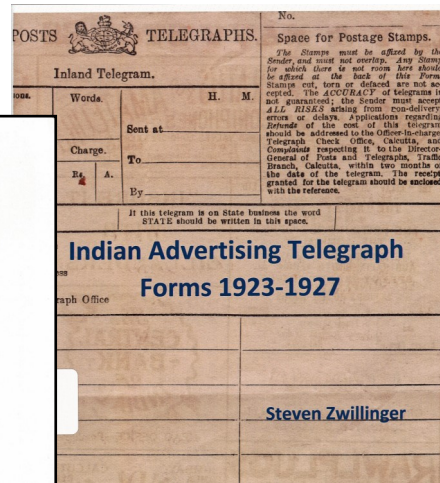 No.
POSTS TELEGRAPHS.
Space for Postage Stamps.
The Stamps must be affixed by the
Sender, and must not overlap. Any Stamp
for which there is not room here should
be affixed at the back of this Form.
Stamps cut, torn or defaced are not ac-
cepted. The ACCURACY of telegrams is
not guaranteed; the Sender must accept
ALL RISKS arising from non-delivery,
errors or delays. Applications regarding
Refunds of the cost of this telegram
should be addressed to the Officer-in-charge,
Telegraph Check Office, Calcutta, and
Complaints respecting it to the Director-
General of Posts and Telegraphs, Traffic
Branch, Calcutta, within two months of
the date of the telegram. The receipt
granted for the telegram should be enclosed
with the reference.
Inland Telegram.
Words.
H. M.
Sent at
Charge.
To
Rs. A.
By
If this telegram is on State business the word
STATE should be written in this space.
Indian Advertising Telegraph
Forms 1923-1927
raph Office
Steven Zwillinger